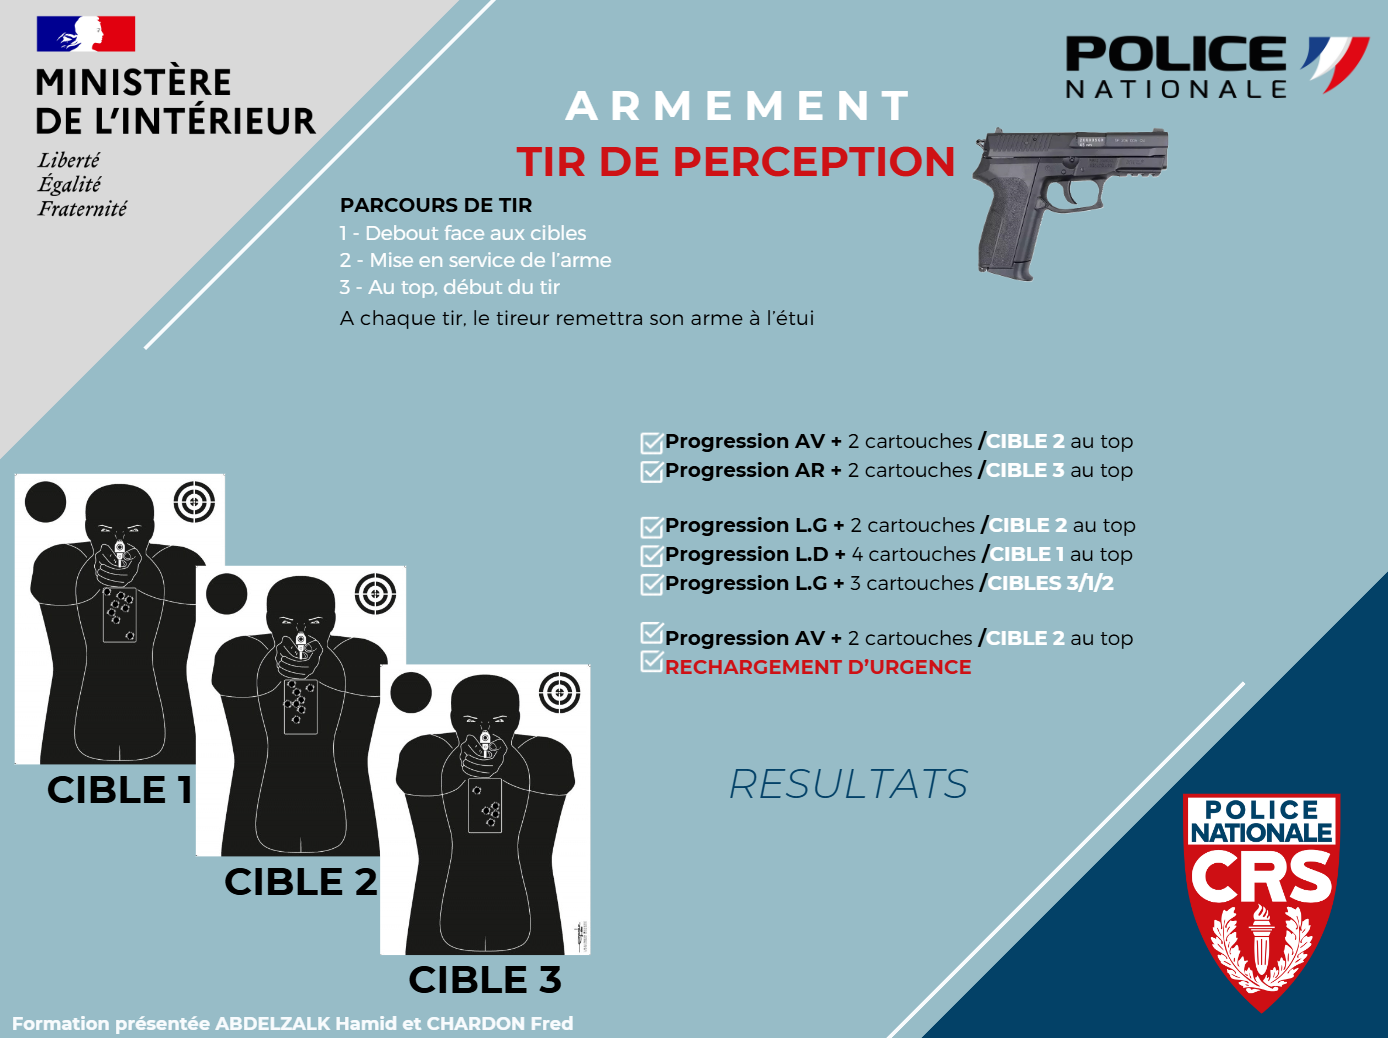 MINISTÈRE
DE L'INTÉRIEUR
Liberté
Égalité
Fraternité
POLICE
NATIONALE
ARMEMENT
TIR DE PERCEPTION
PARCOURS DE TIR
1 - Debout face aux cibles
2 - Mise en service de l'arme
3 - Au top, début du tir
A chaque tir, le tireur remettra son arme à l'étui
Progression AV + 2 cartouches /CIBLE 2 au top
Progression AR + 2 cartouches /CIBLE 3 au top
Progression L.G + 2 cartouches /CIBLE 2 au top
Progression L.D + 4 cartouches /CIBLE 1 au top
Progression L.G + 3 cartouches /CIBLES 3/1/2
Progression AV + 2 cartouches /CIBLE 2 au top
RECHARGEMENT D'URGENCE
CIBLE 1
CIBLE 2
CIBLE 3
RESULTATS
POLICE
NATIONALE
CRS
Formation présentée ABDELZALK Hamid et CHARDON Fred